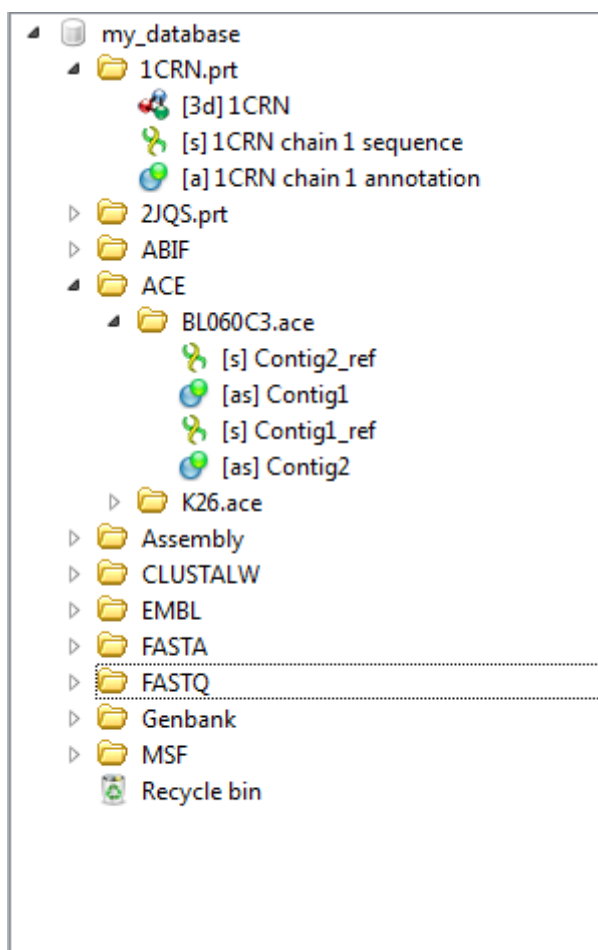 my_database
1CRN.prt
[3d] 1CRN
[s] 1CRN chain 1 sequence
[a] 1CRN chain 1 annotation
2JQS.prt
ABIF
ACE
BL060C3.ace
[s] Contig2_ref
[as] Contig1
[s] Contig1_ref
[as] Contig2
K26.ace
Assembly
CLUSTALW
EMBL
FASTA
FASTQ
Genbank
MSF
Recycle bin